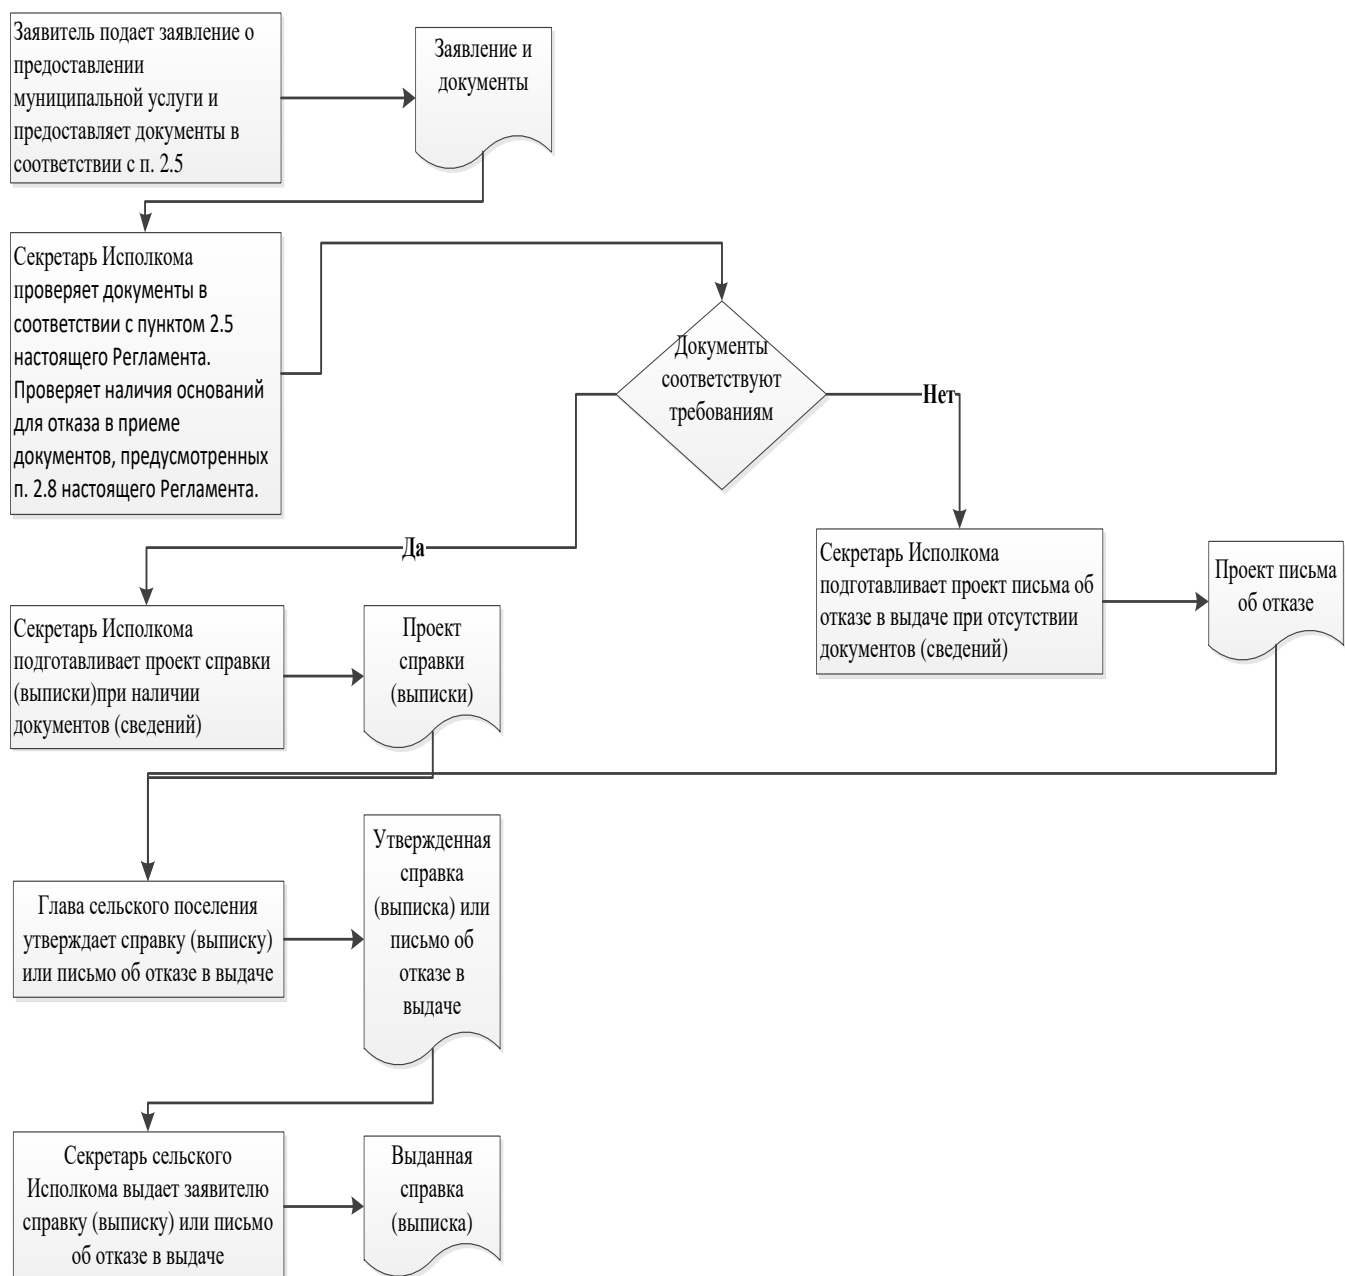 Заявитель подает заявление о
предоставлении
муниципальной услуги и
предоставляет документы в
соответствии с п. 2.5
Заявление и
документы
Секретарь Исполкома
проверяет документы в
соответствии с пунктом 2.5
настоящего Регламента.
Проверяет наличия оснований
для отказа в приеме
документов, предусмотренных
п. 2.8 настоящего Регламента.
Документы
соответствуют
требованиям
Нет
Да
Секретарь Исполкома
подготавливает проект письма об
отказе в выдаче при отсутствии
документов (сведений)
Проект письма
об отказе
Секретарь Исполкома
подготавливает проект справки
(выписки)при наличии
документов (сведений)
Проект
справки
(выписки)
Глава сельского поселения
утверждает справку (выписку)
или письмо об отказе в выдаче
Утвержденная
справка
(выписка) или
письмо об
отказе в
выдаче
Секретарь сельского
Исполкома выдает заявителю
справку (выписку) или письмо
об отказе в выдаче
Выданная
справка
(выписка)